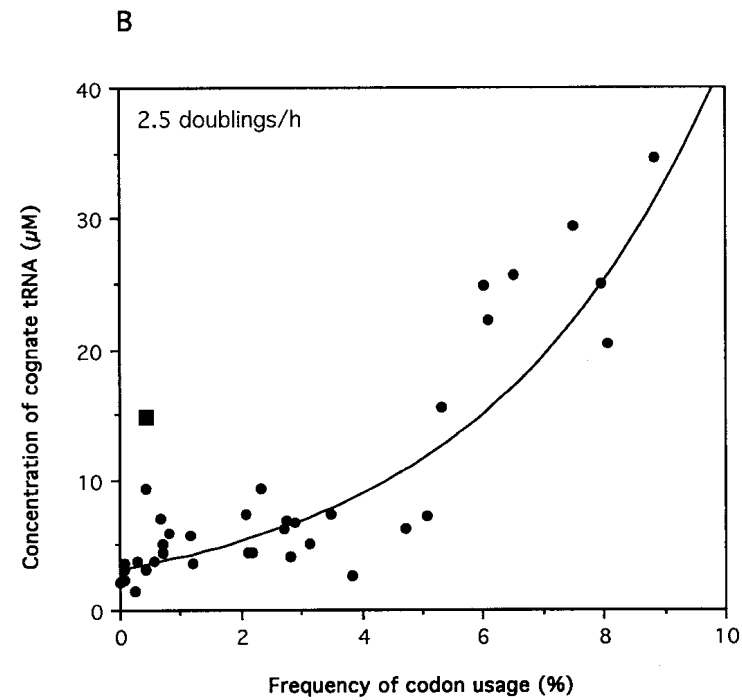 B
2.5 doublings/h
40
30
20
10
0
0 2 4 6 8 10
Concentration of cognate tRNA (µM)
Frequency of codon usage (%)